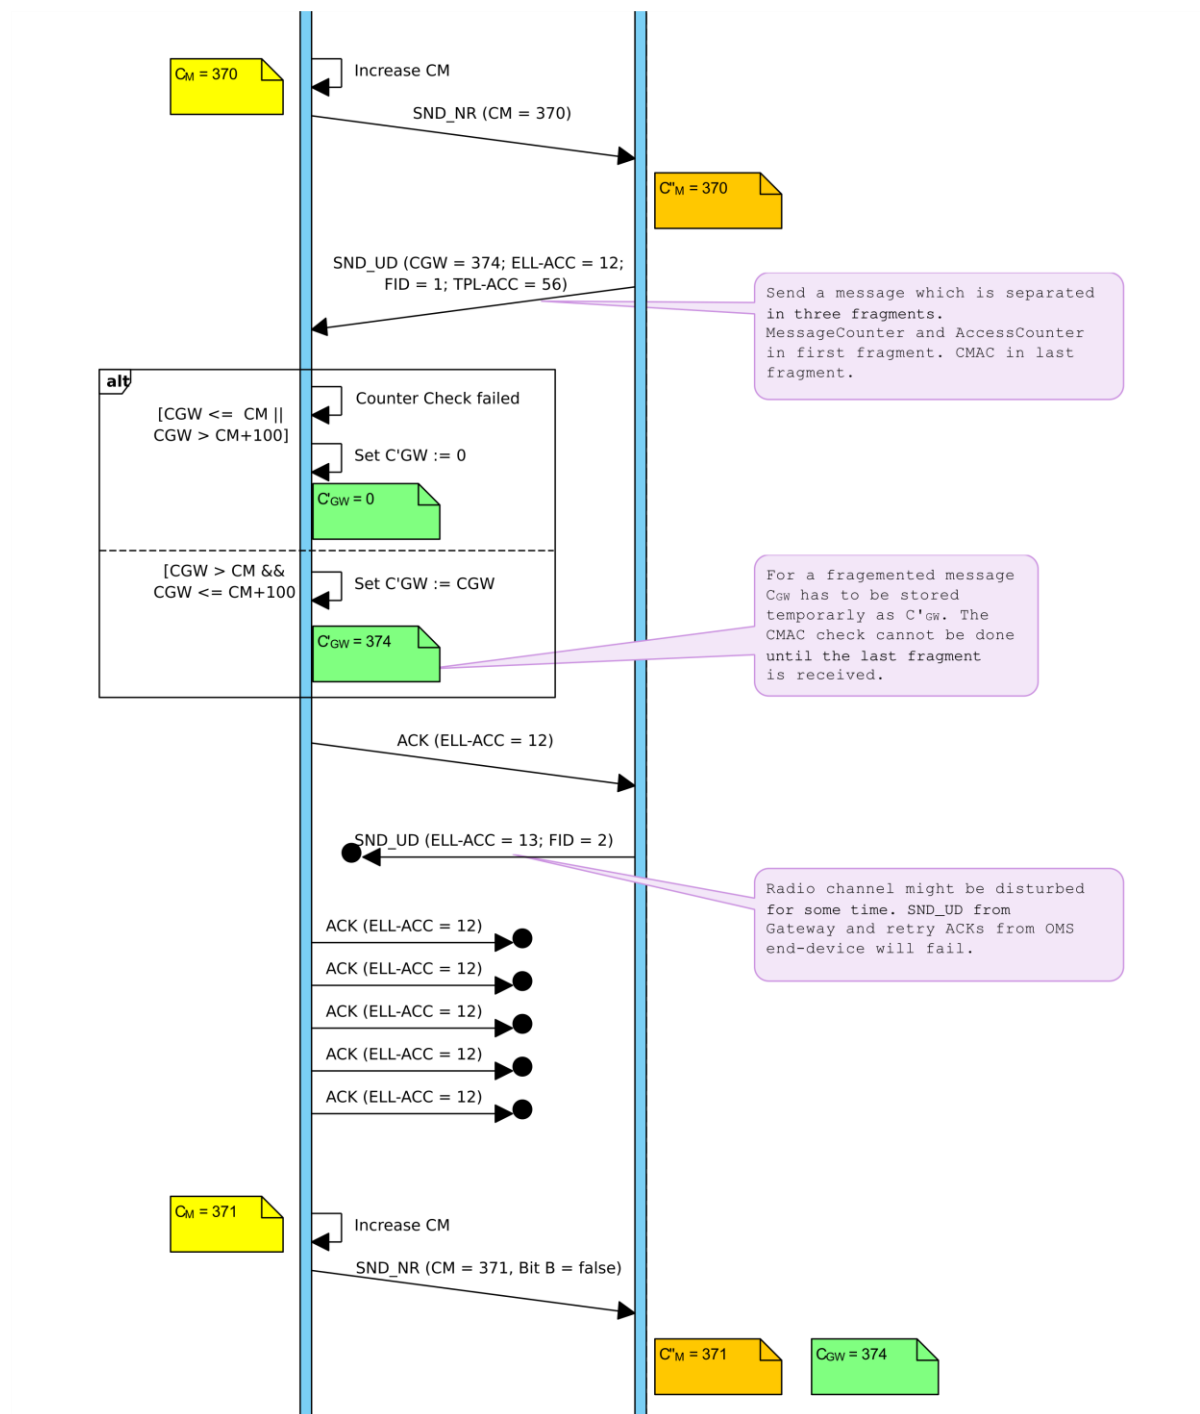 CM = 370
Increase CM
SND_NR (CM = 370)
C"M = 370
SND_UD (CGW = 374; ELL-ACC = 12;
FID = 1; TPL-ACC = 56)
Send a message which is separated
in three fragments.
MessageCounter and AccessCounter
in first fragment. CMAC in last
fragment.
alt
[CGW <=  CM ||
CGW > CM+100]
Counter Check failed
Set C'GW := 0
C'GW = 0
[CGW > CM &&
CGW <= CM+100
Set C'GW := CGW
C'GW = 374
For a fragemented message
CGW has to be stored
temporarly as C'GW. The
CMAC check cannot be done
until the last fragment
is received.
ACK (ELL-ACC = 12)
SND_UD (ELL-ACC = 13; FID = 2)
Radio channel might be disturbed
for some time. SND_UD from
Gateway and retry ACKs from OMS
end-device will fail.
ACK (ELL-ACC = 12)
ACK (ELL-ACC = 12)
ACK (ELL-ACC = 12)
ACK (ELL-ACC = 12)
ACK (ELL-ACC = 12)
CM = 371
Increase CM
SND_NR (CM = 371, Bit B = false)
C"M = 371
CGW = 374